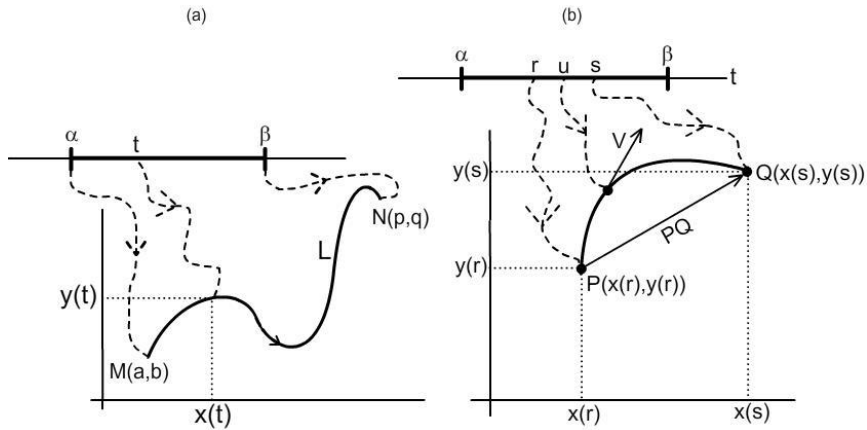 (a)
α
t
β
y(t)
L
N(p,q)
M(a,b)
x(t)
(b)
α
r
u
s
β
t
V
y(s)
Q(x(s),y(s))
PQ
y(r)
P(x(r),y(r))
x(r)
x(s)